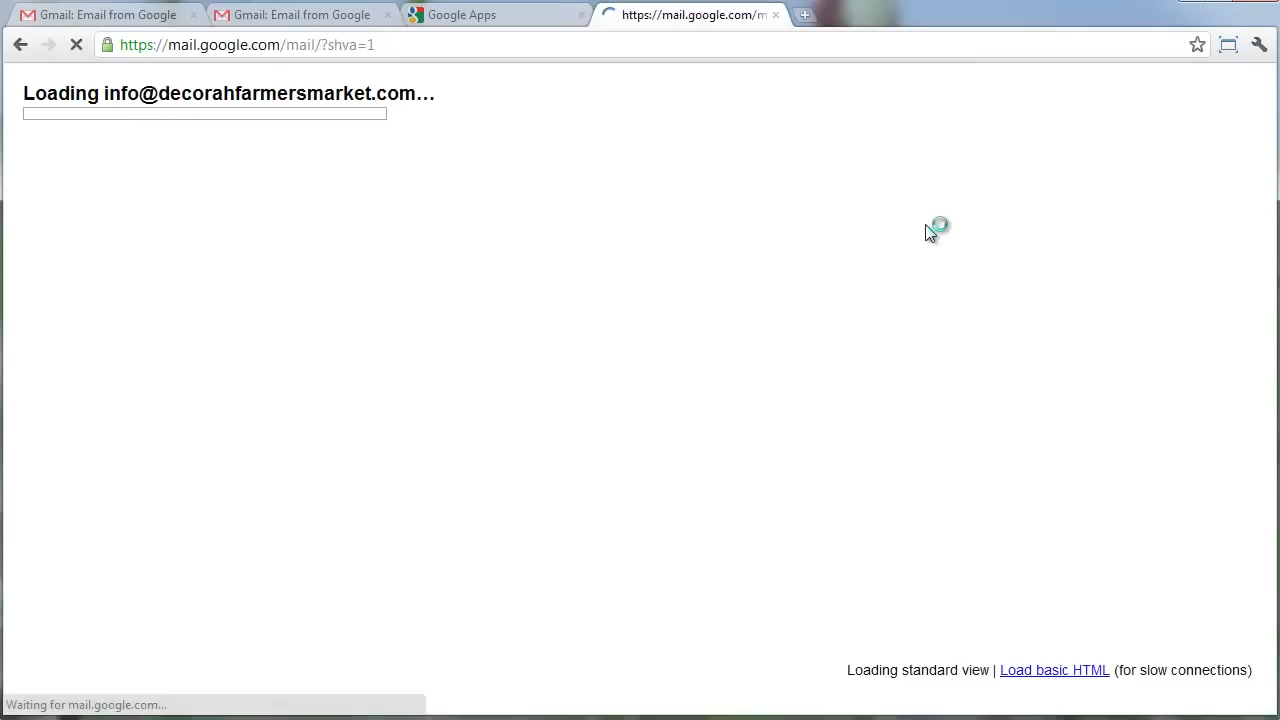 Gmail: Email from Google
Gmail: Email from Google
Google Apps
https://mail.google.com/m
https://mail.google.com/mail/?shva=1
Loading info@decorahfarmersmarket.com…
Loading standard view | Load basic HTML (for slow connections)
Waiting for mail.google.com...